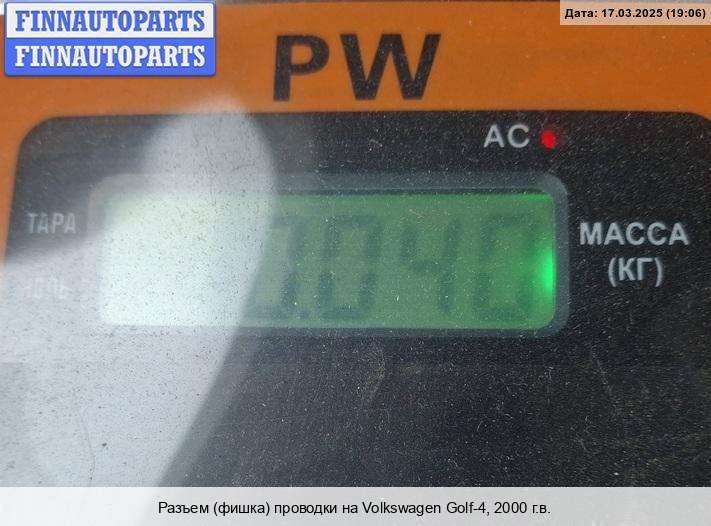 FINNAUTOPARTS
FINNAUTOPARTS
Дата: 17.03.2025 (19:06)
PW
AC
ТАРА
0.040
МАССА
(КГ)
Разъем (фишка) проводки на Volkswagen Golf-4, 2000 г.в.